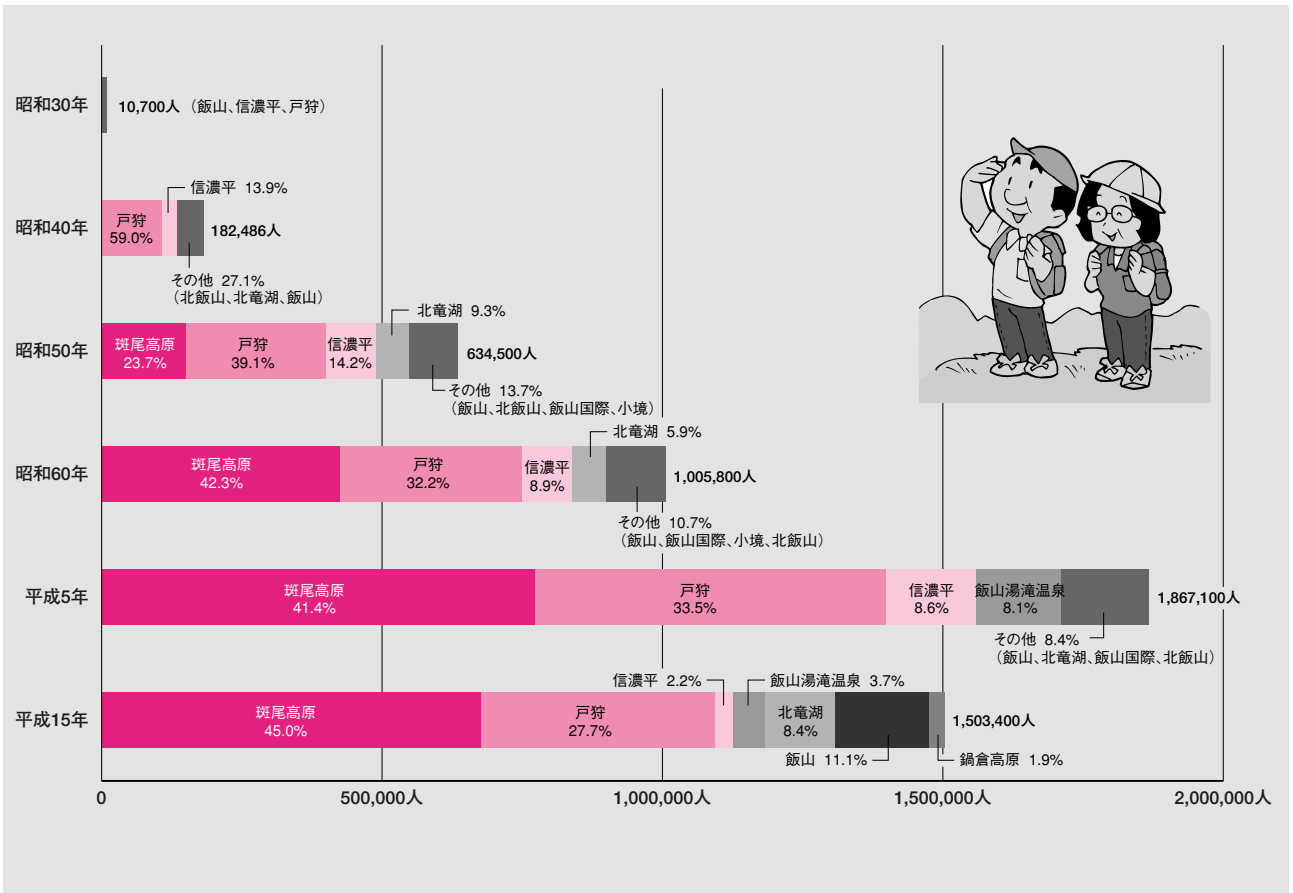 昭和30年
10,700人 （飯山、信濃平、戸狩）
昭和40年
信濃平 13.9%
戸狩
59.0%
182,486人
その他 27.1%
（北飯山、北竜湖、飯山）
昭和50年
北竜湖 9.3%
斑尾高原
23.7%
戸狩
39.1%
信濃平
14.2%
634,500人
その他 13.7%
（飯山、北飯山、飯山国際、小境）
昭和60年
北竜湖 5.9%
斑尾高原
42.3%
戸狩
32.2%
信濃平
8.9%
1,005,800人
その他 10.7%
（飯山、飯山国際、小境、北飯山）
平成5年
斑尾高原
41.4%
戸狩
33.5%
信濃平
8.6%
飯山湯滝温泉
8.1%
1,867,100人
その他 8.4%
（飯山、北竜湖、飯山国際、北飯山）
平成15年
信濃平 2.2%
飯山湯滝温泉 3.7%
斑尾高原
45.0%
戸狩
27.7%
北竜湖
8.4%
1,503,400人
飯山 11.1%
鍋倉高原 1.9%
0
500,000人
1,000,000人
1,500,000人
2,000,000人